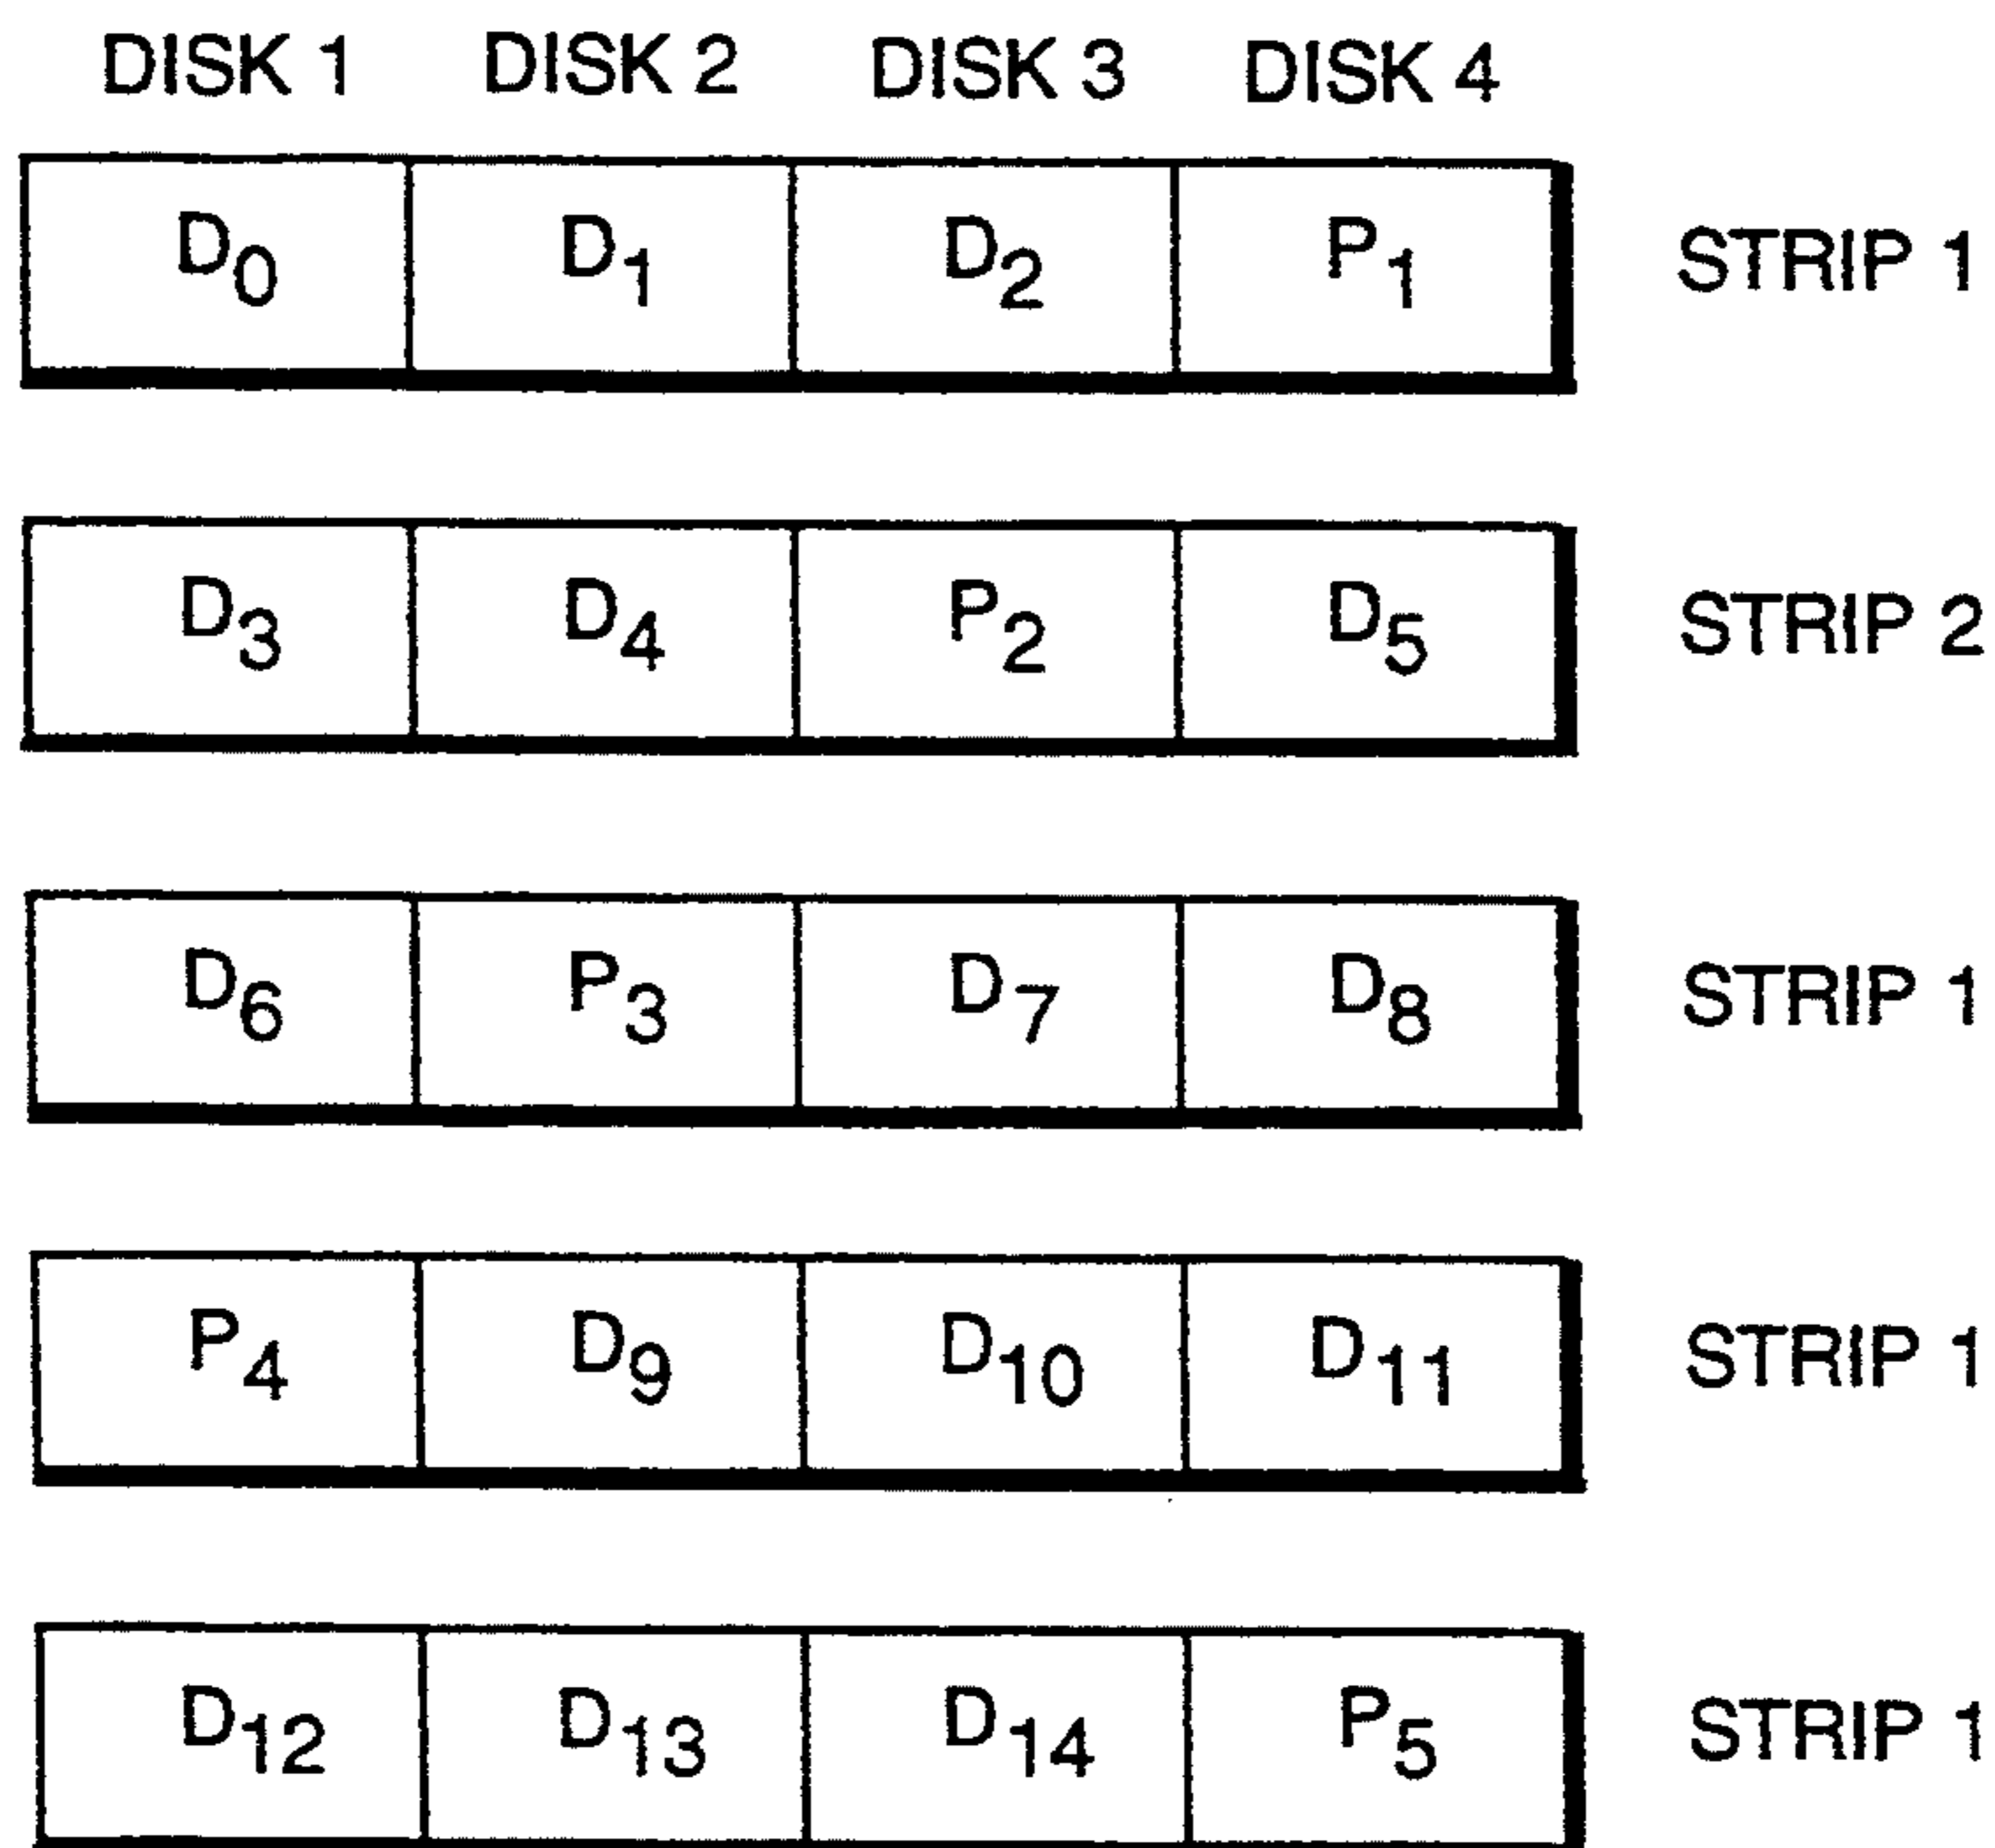 DISK 1 DISK 2 DISK 3 DISK 4
D0 D1 D2 P1 STRIP 1
D3 D4 P2 D5 STRIP 2
D6 P3 D7 D8 STRIP 1
P4 D9 D10 D11 STRIP 1
D12 D13 D14 P5 STRIP 1